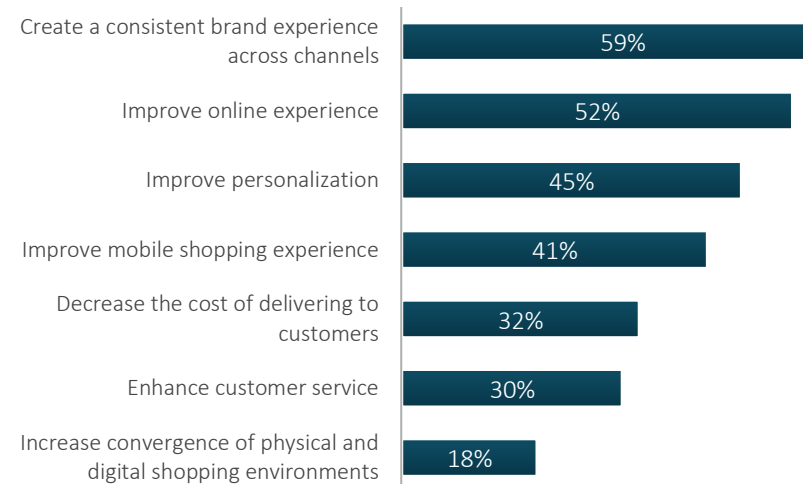 Create a consistent brand experience
across channels
59%
Improve online experience
52%
Improve personalization
45%
Improve mobile shopping experience
41%
Decrease the cost of delivering to
customers
32%
Enhance customer service
30%
Increase convergence of physical and
digital shopping environments
18%